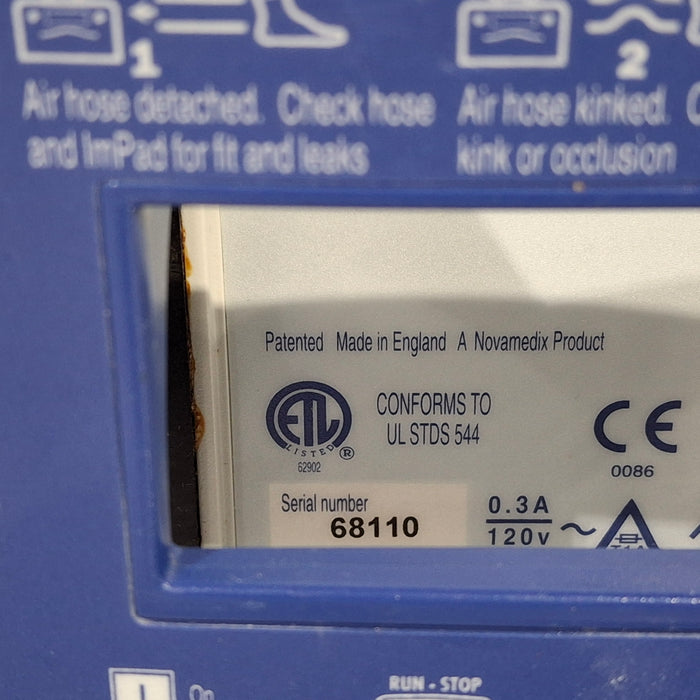 1
2
Air hose detached. Check hose
and ImPad for fit and leaks
Air hose kinked.
kink or occlusion
Patented Made in England A Novamedix Product
ETL
LISTED ®
62902
CONFORMS TO
UL STDS 544
CE
0086
Serial number
68110
0.3A
120v ~
T1A
RUN - STOP